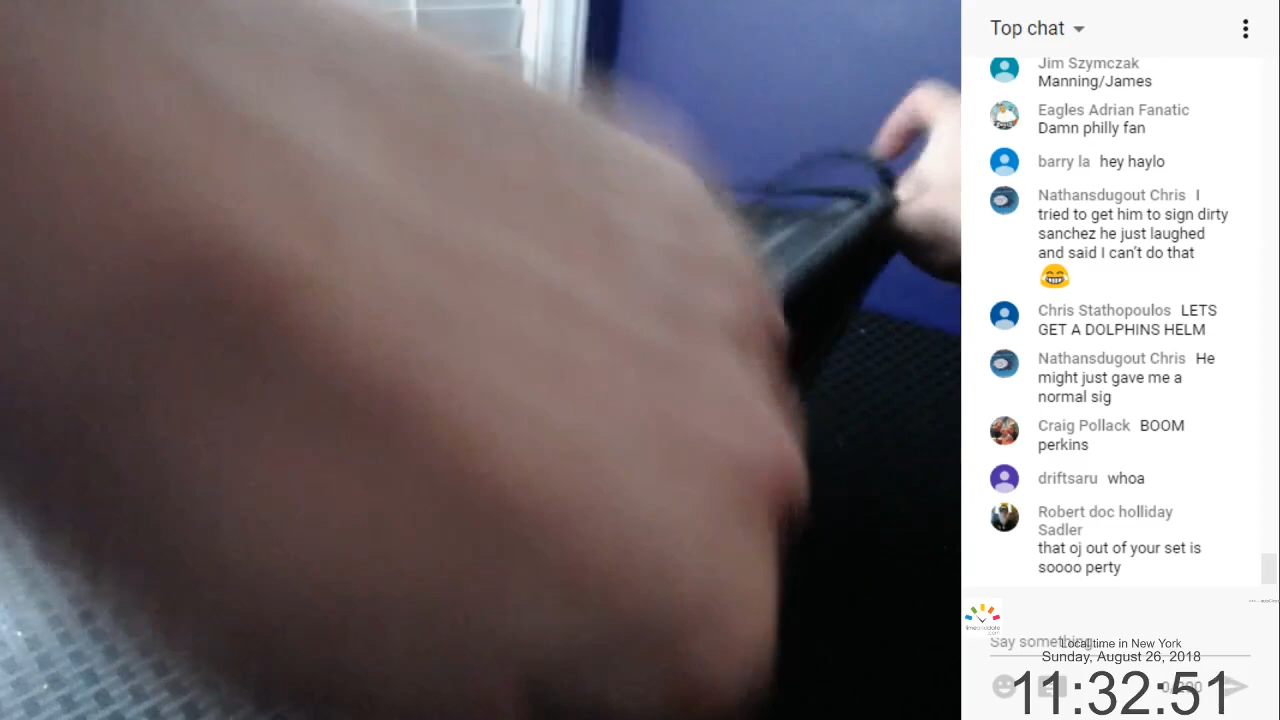 Top chat
Jim Szymczak
Manning/James
Eagles Adrian Fanatic
Damn philly fan
barry la hey haylo
Nathansdugout Chris I
tried to get him to sign dirty
sanchez he just laughed
and said I can't do that
Chris Stathopoulos LETS
GET A DOLPHINS HELM
Nathansdugout Chris He
might just gave me a
normal sig
Craig Pollack BOOM
perkins
driftsaru whoa
Robert doc holliday
Sadler
that oj out of your set is
soooo perty
Say something...
Local time in New York
Sunday, August 26, 2018
11:32:51